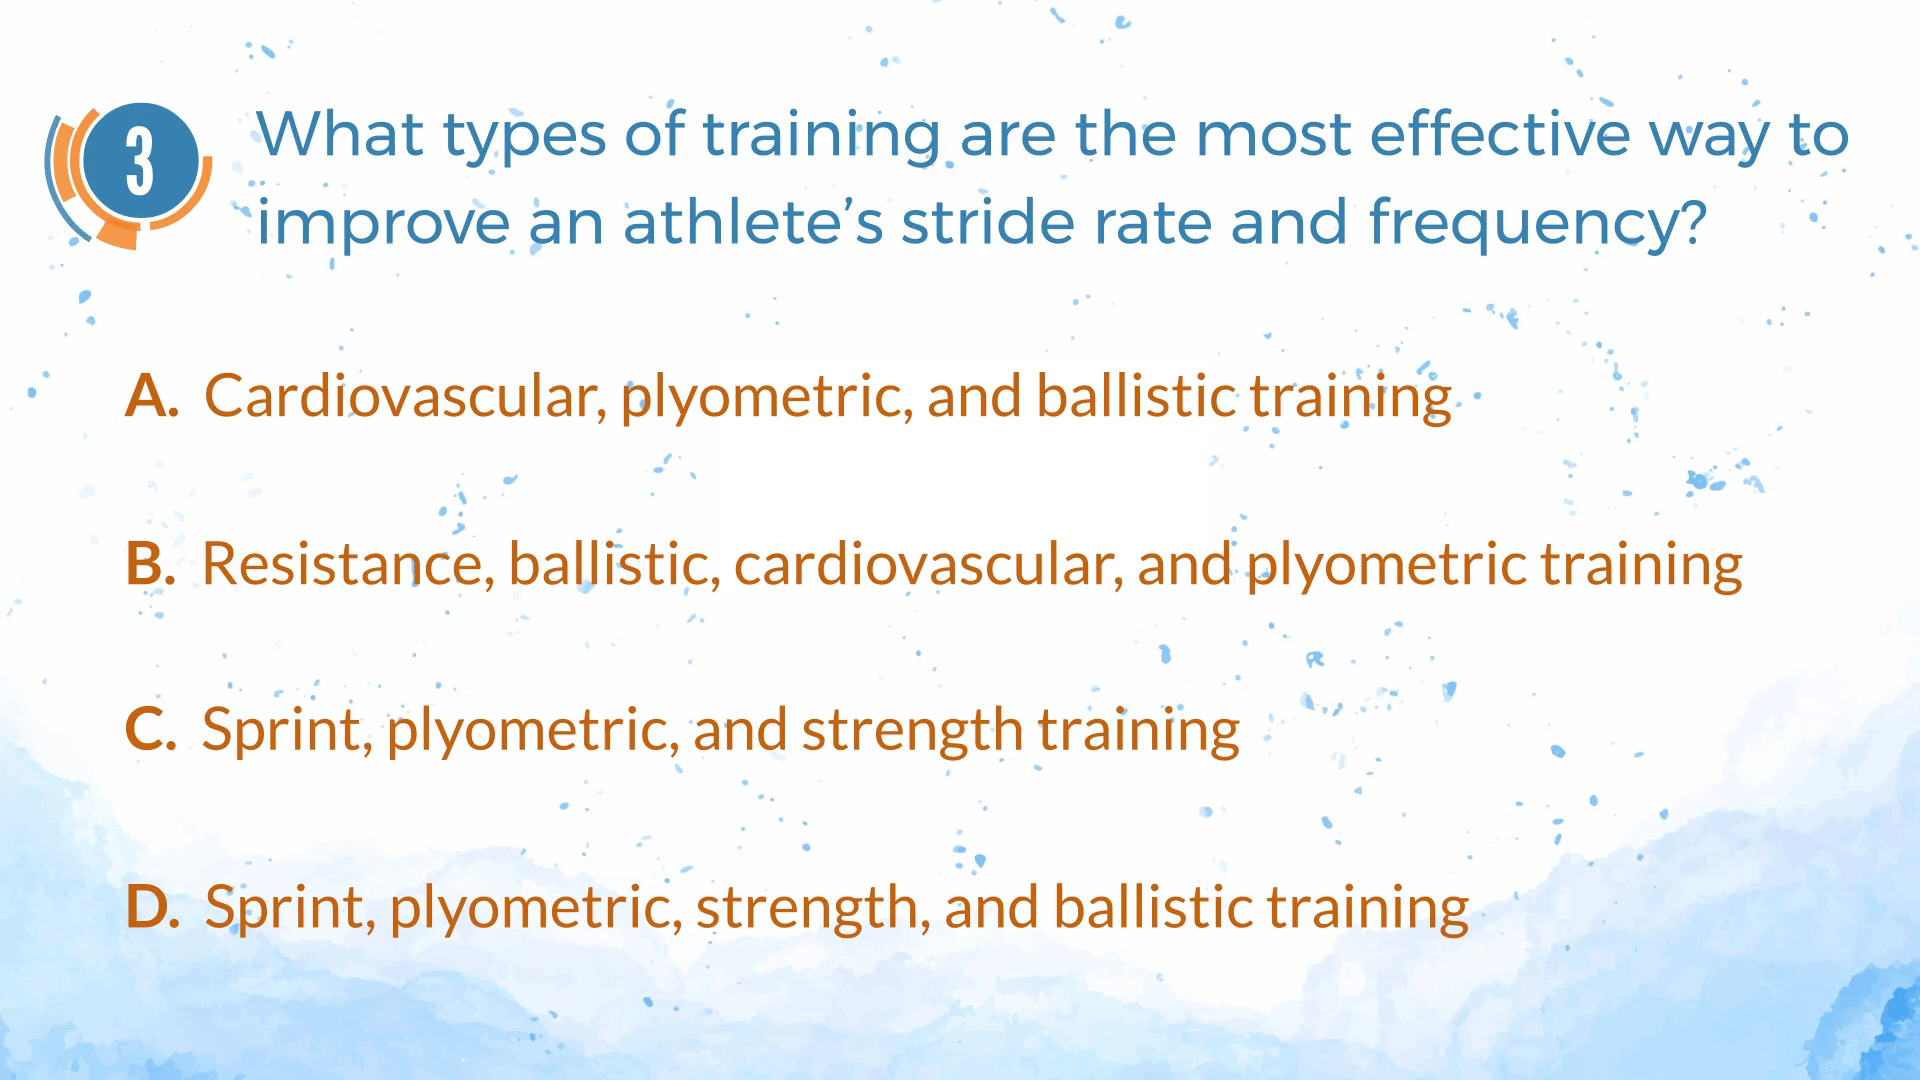 3
What types of training are the most effective way to
improve an athlete’s stride rate and frequency?
A. Cardiovascular, plyometric, and ballistic training
B. Resistance, ballistic, cardiovascular, and plyometric training
C. Sprint, plyometric, and strength training
D. Sprint, plyometric, strength, and ballistic training